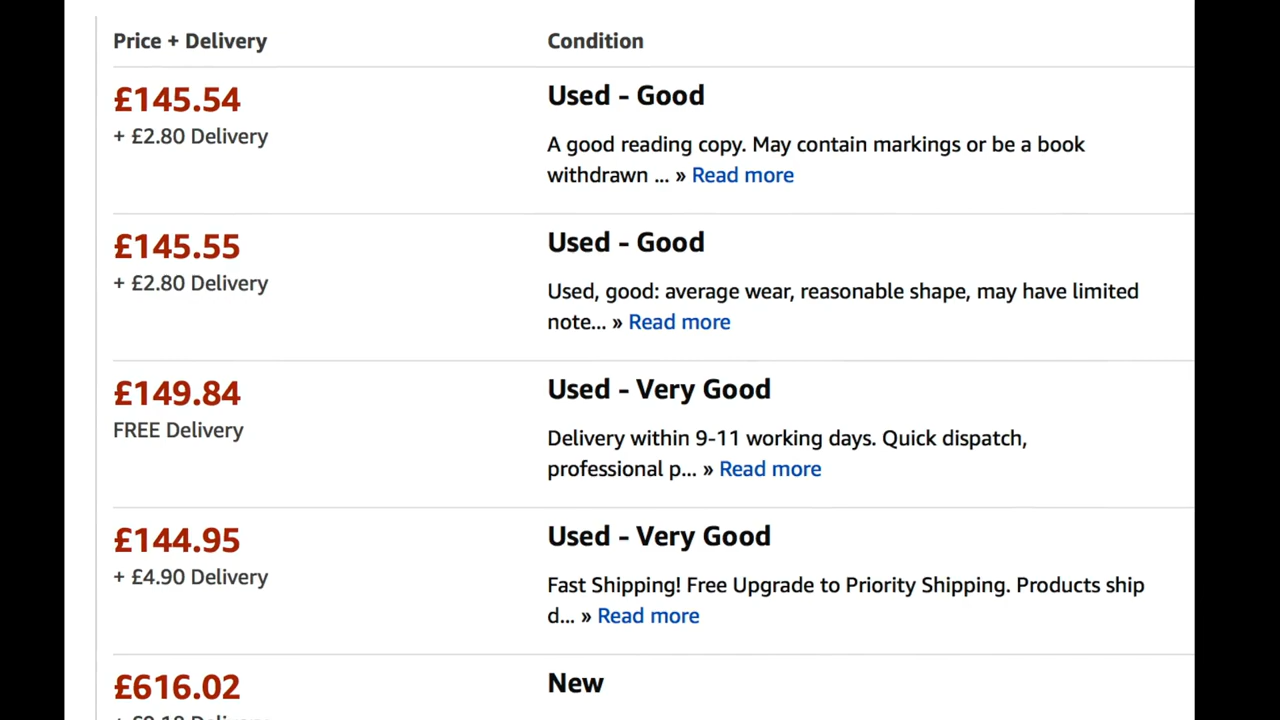 Price + Delivery
Condition
£145.54
+ £2.80 Delivery
Used - Good
A good reading copy. May contain markings or be a book
withdrawn ... » Read more
£145.55
+ £2.80 Delivery
Used - Good
Used, good: average wear, reasonable shape, may have limited
note... » Read more
£149.84
FREE Delivery
Used - Very Good
Delivery within 9-11 working days. Quick dispatch,
professional p... » Read more
£144.95
+ £4.90 Delivery
Used - Very Good
Fast Shipping! Free Upgrade to Priority Shipping. Products ship
d... » Read more
£616.02
New